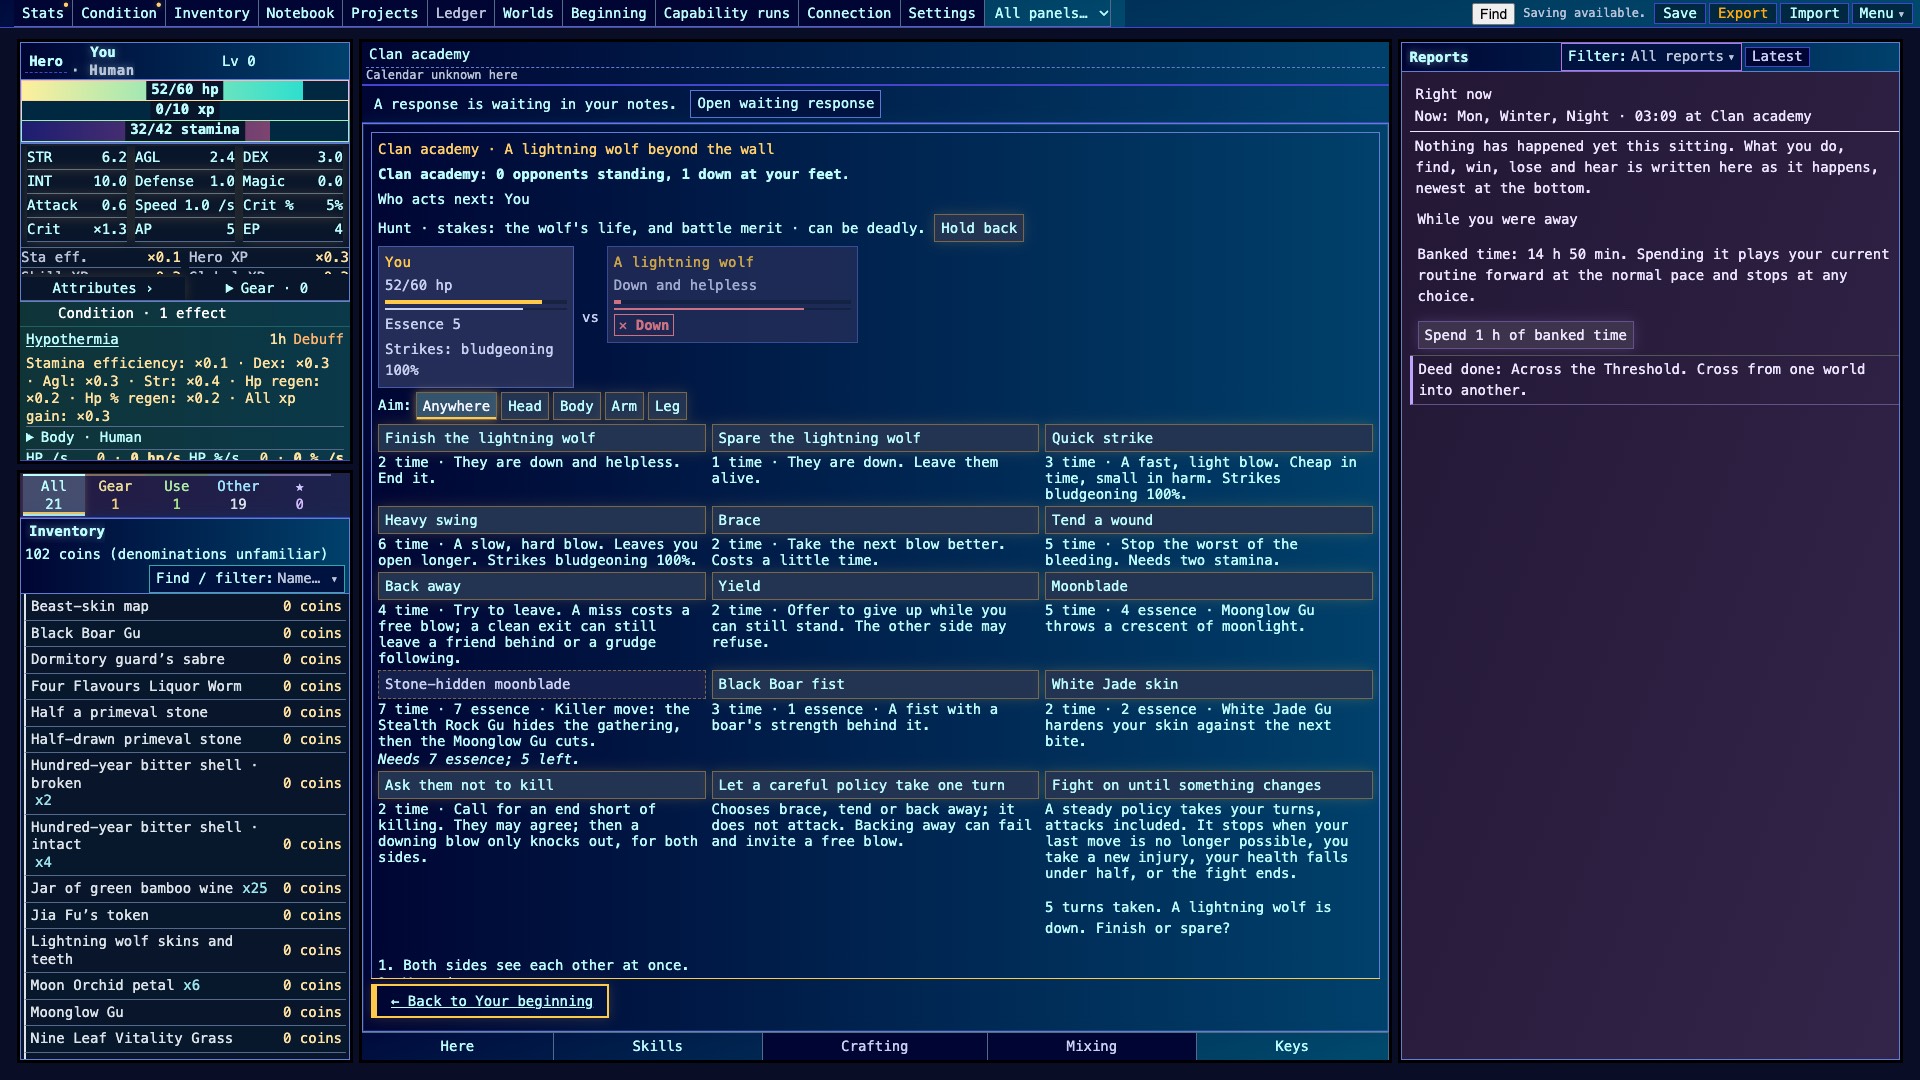 Stats Condition Inventory Notebook Projects Ledger Worlds Beginning Capability runs Connection Settings All panels… Find Saving available. Save Export Import Menu ▾
Hero · You Human Lv 0
52/60 hp
0/10 xp
32/42 stamina
STR 6.2 AGL 2.4 DEX 3.0
INT 10.0 Defense 1.0 Magic 0.0
Attack 0.6 Speed 1.0 /s Crit % 5%
Crit ×1.3 AP 5 EP 4
Sta eff. ×0.1 Hero XP ×0.3
Attributes › ▶ Gear · 0
Condition · 1 effect
Hypothermia 1h Debuff
Stamina efficiency: ×0.1 · Dex: ×0.3
· Agl: ×0.3 · Str: ×0.4 · Hp regen:
×0.2 · Hp % regen: ×0.2 · All xp
gain: ×0.3
▶ Body · Human
HP /s 0 · 0 hp/s HP %/s 0 · 0 % /s
All Gear Use Other ★
21 1 1 19 0
Inventory
102 coins (denominations unfamiliar)
Find / filter: Name… ▾
Beast-skin map 0 coins
Black Boar Gu 0 coins
Dormitory guard's sabre 0 coins
Four Flavours Liquor Worm 0 coins
Half a primeval stone 0 coins
Half-drawn primeval stone 0 coins
Hundred-year bitter shell ·
broken 0 coins
x2
Hundred-year bitter shell ·
intact 0 coins
x4
Jar of green bamboo wine x25 0 coins
Jia Fu's token 0 coins
Lightning wolf skins and
teeth 0 coins
Moon Orchid petal x6 0 coins
Moonglow Gu 0 coins
Nine Leaf Vitality Grass 0 coins
Clan academy
Calendar unknown here
A response is waiting in your notes. Open waiting response
Clan academy · A lightning wolf beyond the wall
Clan academy: 0 opponents standing, 1 down at your feet.
Who acts next: You
Hunt · stakes: the wolf's life, and battle merit · can be deadly. Hold back
You
52/60 hp
Essence 5
Strikes: bludgeoning
100%
vs
A lightning wolf
Down and helpless
× Down
Aim: Anywhere Head Body Arm Leg
Finish the lightning wolf
2 time · They are down and helpless.
End it.
Spare the lightning wolf
1 time · They are down. Leave them
alive.
Quick strike
3 time · A fast, light blow. Cheap in
time, small in harm. Strikes
bludgeoning 100%.
Heavy swing
6 time · A slow, hard blow. Leaves you
open longer. Strikes bludgeoning 100%.
Brace
2 time · Take the next blow better.
Costs a little time.
Tend a wound
5 time · Stop the worst of the
bleeding. Needs two stamina.
Back away
4 time · Try to leave. A miss costs a
free blow; a clean exit can still
leave a friend behind or a grudge
following.
Yield
2 time · Offer to give up while you
can still stand. The other side may
refuse.
Moonblade
5 time · 4 essence · Moonglow Gu
throws a crescent of moonlight.
Stone-hidden moonblade
7 time · 7 essence · Killer move: the
Stealth Rock Gu hides the gathering,
then the Moonglow Gu cuts.
Needs 7 essence; 5 left.
Black Boar fist
3 time · 1 essence · A fist with a
boar's strength behind it.
White Jade skin
2 time · 2 essence · White Jade Gu
hardens your skin against the next
bite.
Ask them not to kill
2 time · Call for an end short of
killing. They may agree; then a
downing blow only knocks out, for both
sides.
Let a careful policy take one turn
Chooses brace, tend or back away; it
does not attack. Backing away can fail
and invite a free blow.
Fight on until something changes
A steady policy takes your turns,
attacks included. It stops when your
last move is no longer possible, you
take a new injury, your health falls
under half, or the fight ends.
5 turns taken. A lightning wolf is
down. Finish or spare?
1. Both sides see each other at once.
← Back to Your beginning
Here Skills Crafting Mixing Keys
Reports Filter: All reports ▾ Latest
Right now
Now: Mon, Winter, Night · 03:09 at Clan academy
Nothing has happened yet this sitting. What you do,
find, win, lose and hear is written here as it happens,
newest at the bottom.
While you were away
Banked time: 14 h 50 min. Spending it plays your current
routine forward at the normal pace and stops at any
choice.
Spend 1 h of banked time
Deed done: Across the Threshold. Cross from one world
into another.